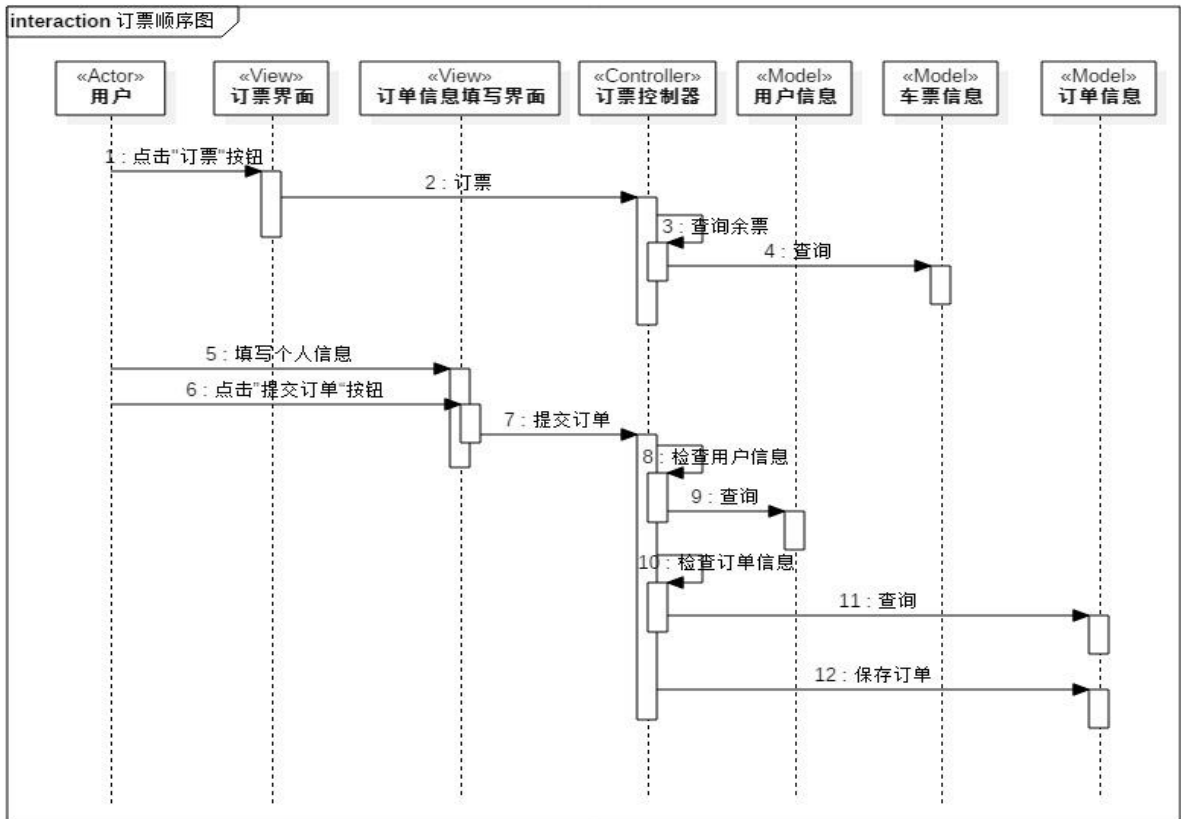 interaction 订票顺序图
«Actor»
用户
«View»
订票界面
«View»
订单信息填写界面
«Controller»
订票控制器
«Model»
用户信息
«Model»
车票信息
«Model»
订单信息
1 : 点击"订票"按钮
2 : 订票
3 : 查询余票
4 : 查询
5 : 填写个人信息
6 : 点击"提交订单"按钮
7 : 提交订单
8 : 检查用户信息
9 : 查询
10 : 检查订单信息
11 : 查询
12 : 保存订单